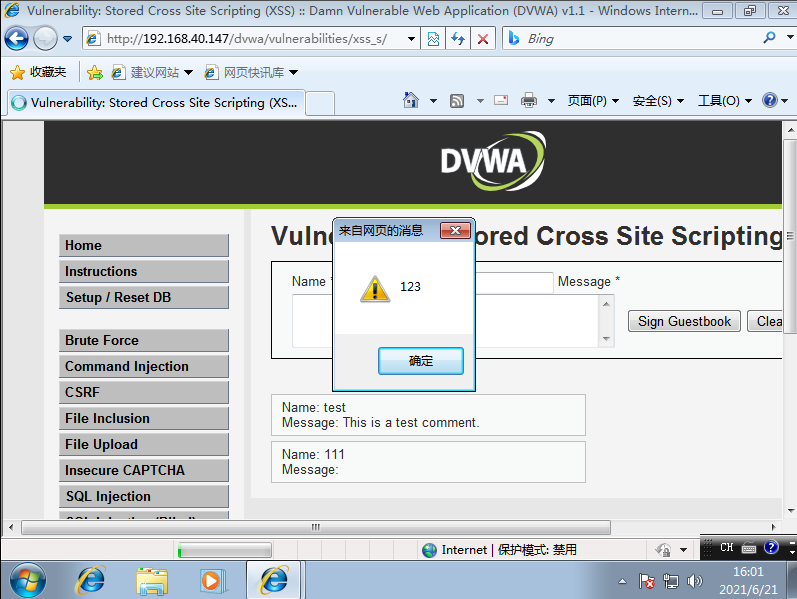 Vulnerability: Stored Cross Site Scripting (XSS) :: Damn Vulnerable Web Application (DVWA) v1.1 - Windows Intern...
http://192.168.40.147/dvwa/vulnerabilities/xss_s/
Bing
收藏夹 建议网站 网页快讯库
Vulnerability: Stored Cross Site Scripting (XS...
页面(P) 安全(S) 工具(O)
DVWA
Home
Instructions
Setup / Reset DB
Brute Force
Command Injection
CSRF
File Inclusion
File Upload
Insecure CAPTCHA
SQL Injection
来自网页的消息
123
确定
ored Cross Site Scripting
Name *
Message *
Sign Guestbook Clea
Name: test
Message: This is a test comment.
Name: 111
Message:
Internet | 保护模式: 禁用
CH
16:01
2021/6/21